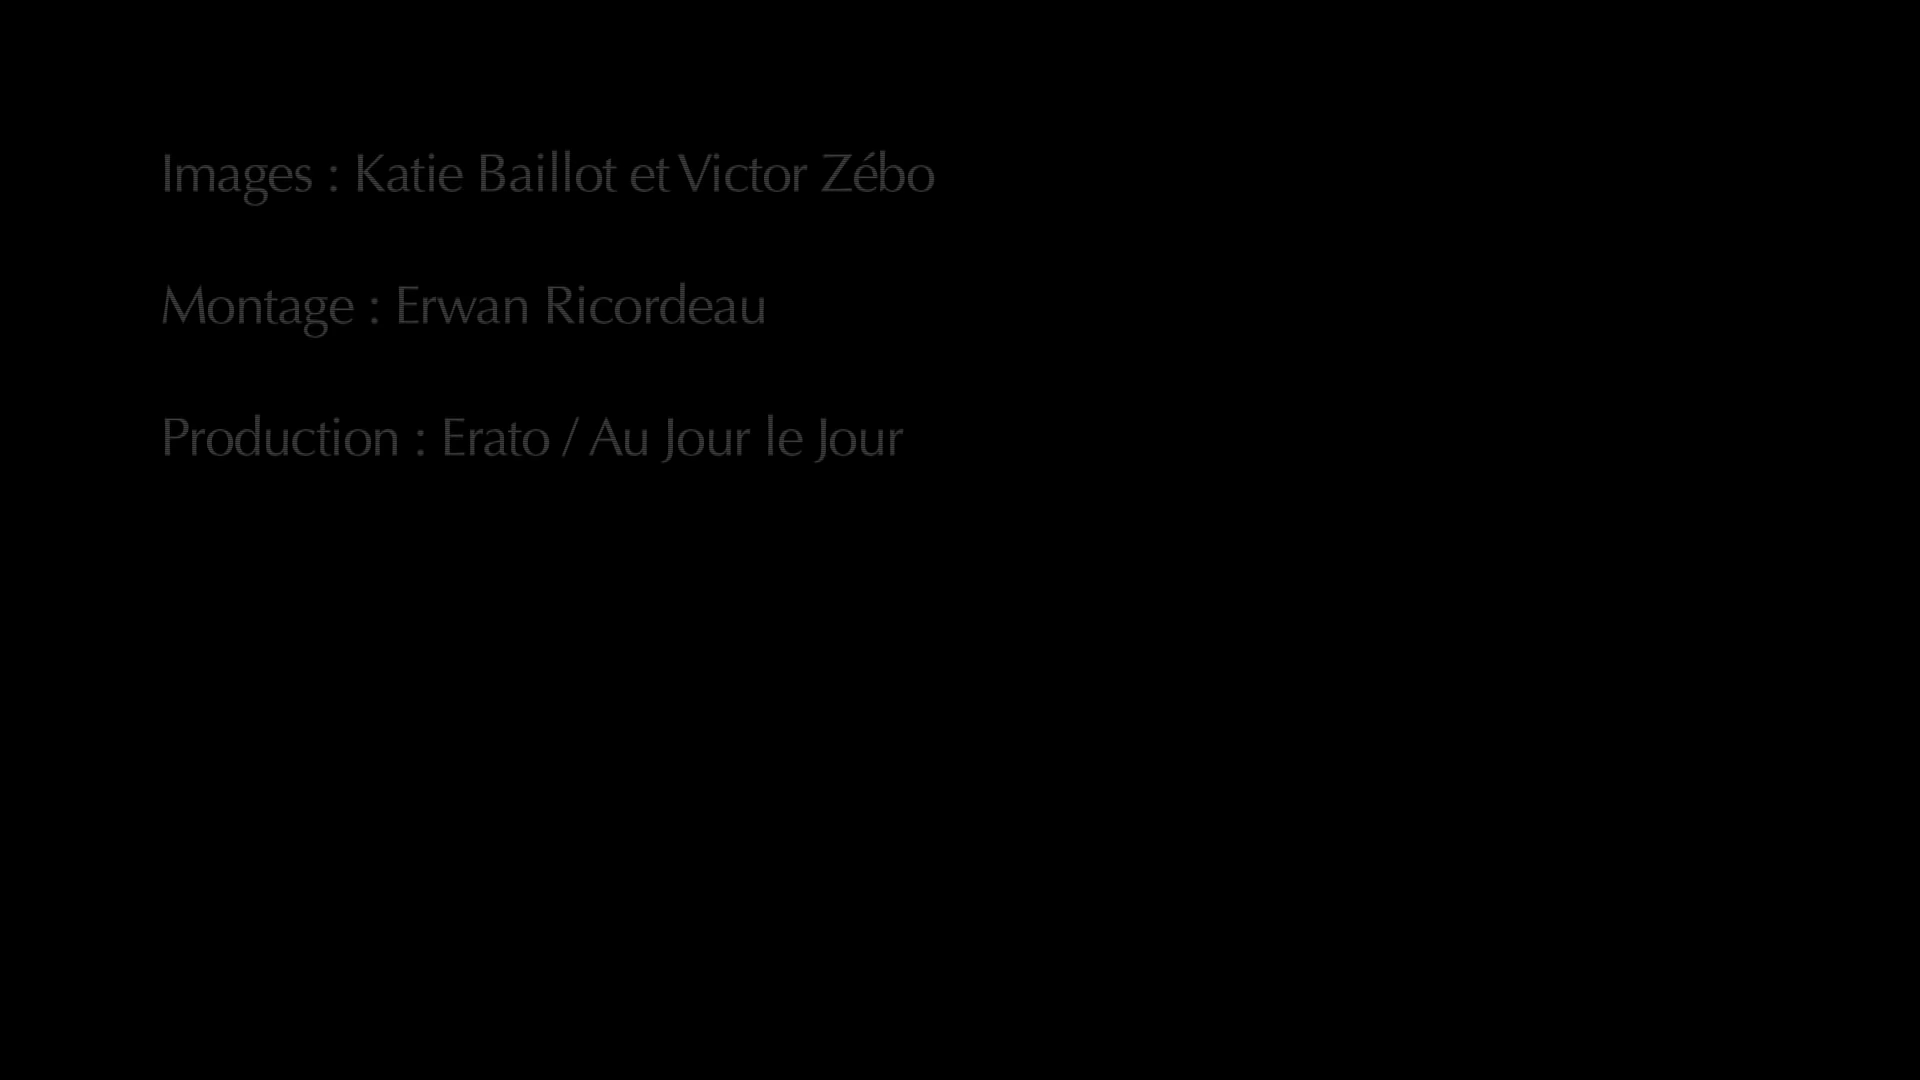 Images : Katie Baillot et Victor Zébo
Montage : Erwan Ricordeau
Production : Erato / Au Jour le Jour